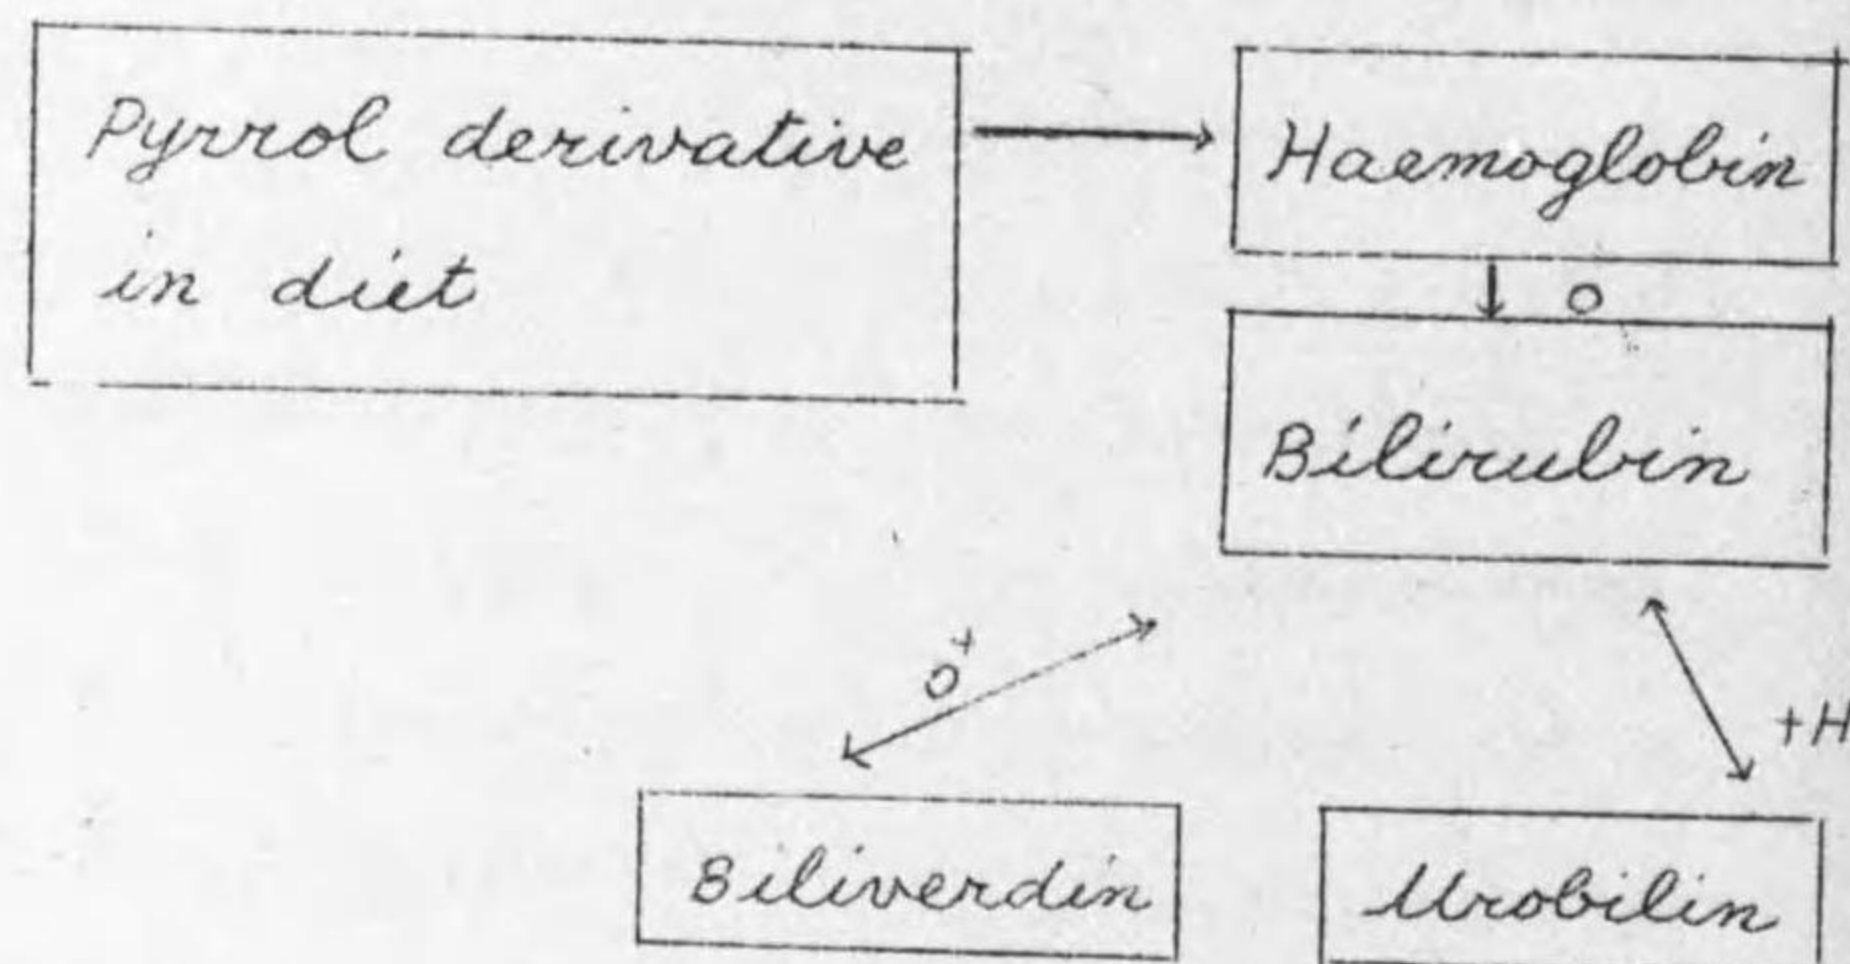 Pyrrol derivative
in diet
Haemoglobin
O
Bilirubin
O+
+H
Biliverdin
Urobilin